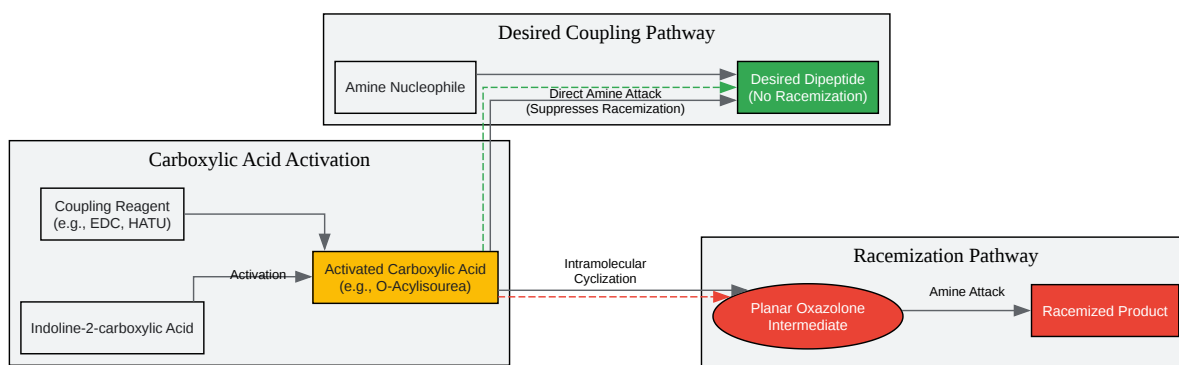 Desired Coupling Pathway
Amine Nucleophile
Desired Dipeptide
(No Racemization)
Direct Amine Attack
(Suppresses Racemization)
Carboxylic Acid Activation
Coupling Reagent
(e.g., EDC, HATU)
Activation
Activated Carboxylic Acid
(e.g., O-Acylisourea)
Indoline-2-carboxylic Acid
Intramolecular
Cyclization
Racemization Pathway
Planar Oxazolone
Intermediate
Amine Attack
Racemized Product